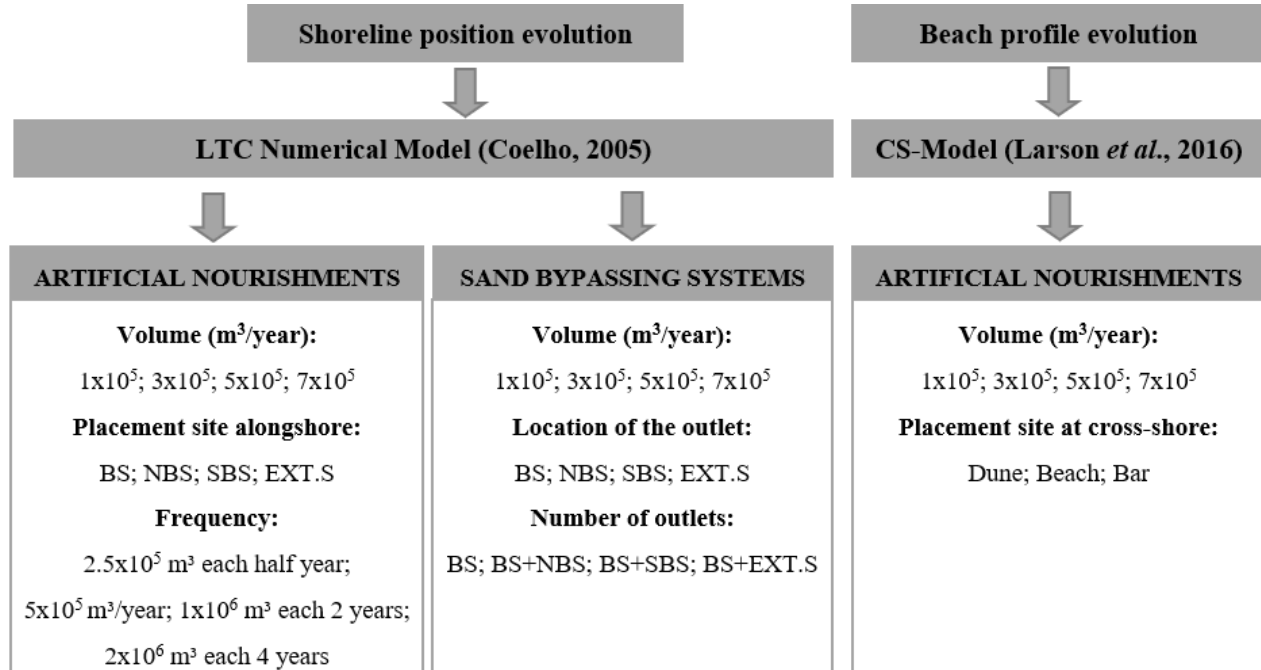 Shoreline position evolution
Beach profile evolution
LTC Numerical Model (Coelho, 2005)
CS-Model (Larson et al., 2016)
ARTIFICIAL NOURISHMENTS
Volume (m³/year):
1x10⁵; 3x10⁵; 5x10⁵; 7x10⁵
Placement site alongshore:
BS; NBS; SBS; EXT.S
Frequency:
2.5x10⁵ m³ each half year;
5x10⁵ m³/year; 1x10⁶ m³ each 2 years;
2x10⁶ m³ each 4 years
SAND BYPASSING SYSTEMS
Volume (m³/year):
1x10⁵; 3x10⁵; 5x10⁵; 7x10⁵
Location of the outlet:
BS; NBS; SBS; EXT.S
Number of outlets:
BS; BS+NBS; BS+SBS; BS+EXT.S
ARTIFICIAL NOURISHMENTS
Volume (m³/year):
1x10⁵; 3x10⁵; 5x10⁵; 7x10⁵
Placement site at cross-shore:
Dune; Beach; Bar